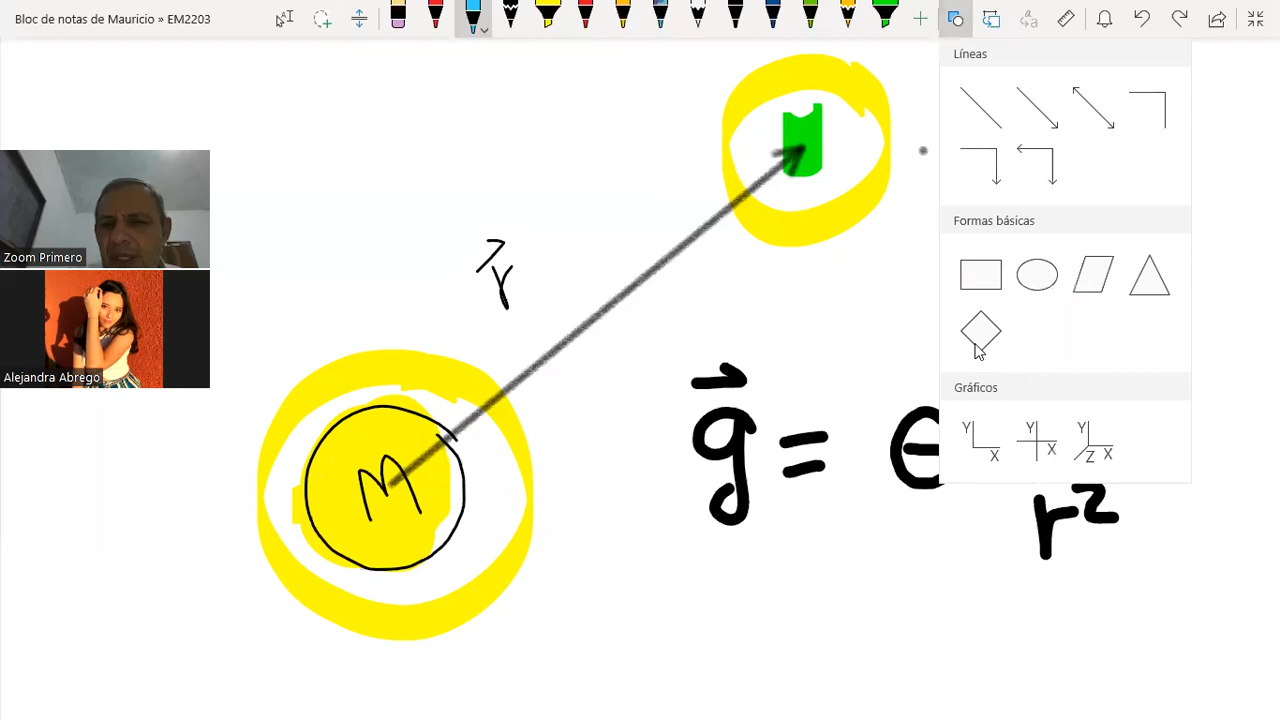 Bloc de notas de Mauricio » EM2203
Líneas
Formas básicas
Gráficos
Y X
Y X
Y Z X
Zoom Primero
Alejandra Abrego
r
M
g =
r²